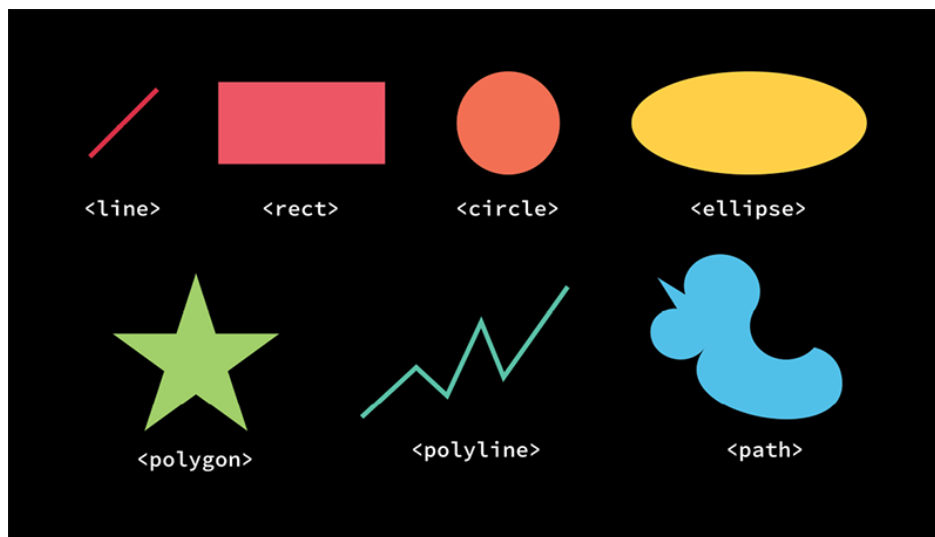 <line>
<rect>
<circle>
<ellipse>
<polygon>
<polyline>
<path>